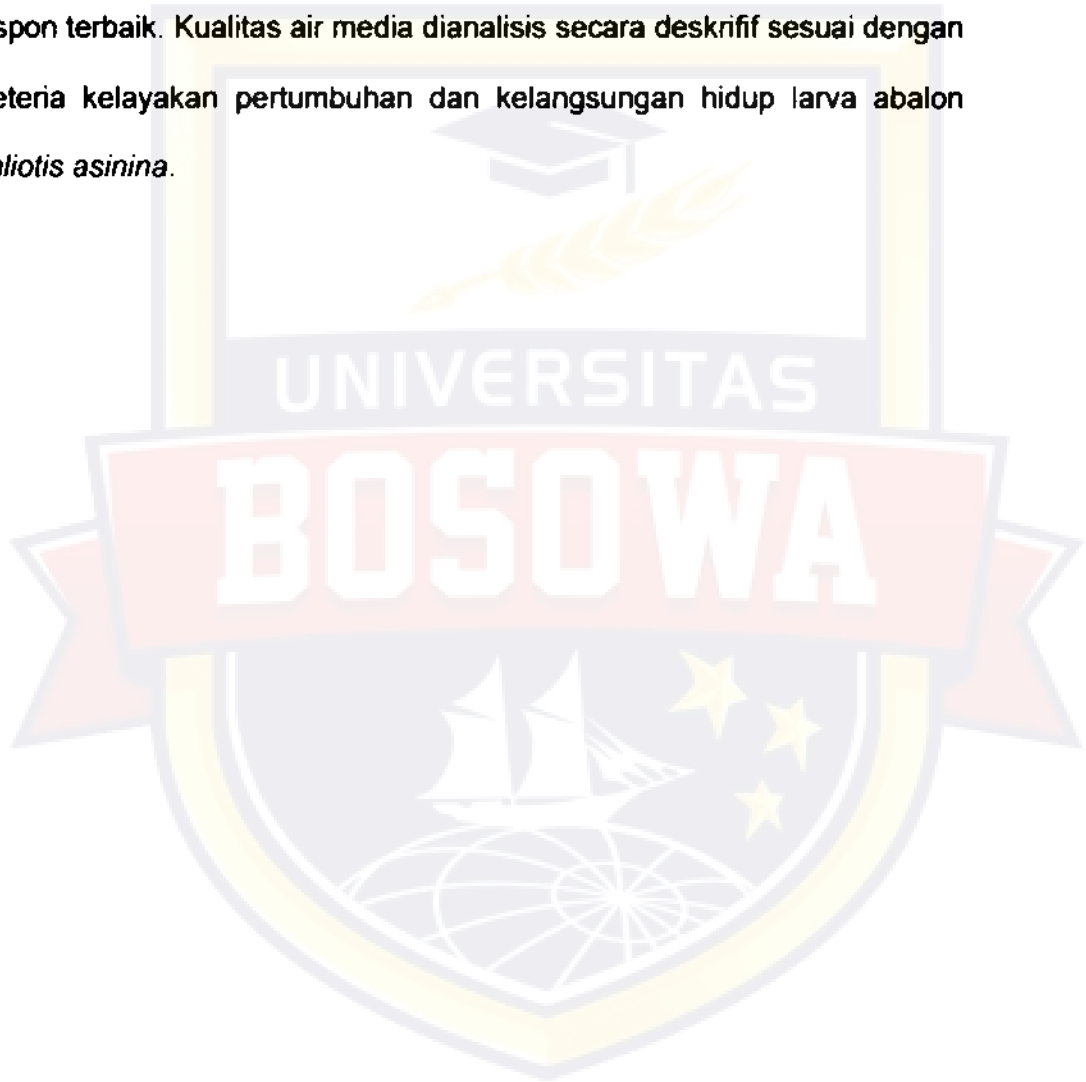 spon terbaik. Kualitas air media dianalisis secara deskrifif sesuai dengan
eteria kelayakan pertumbuhan dan kelangsungan hidup larva abalon
aliotis asinina.
UNIVERSITAS
BOSOWA